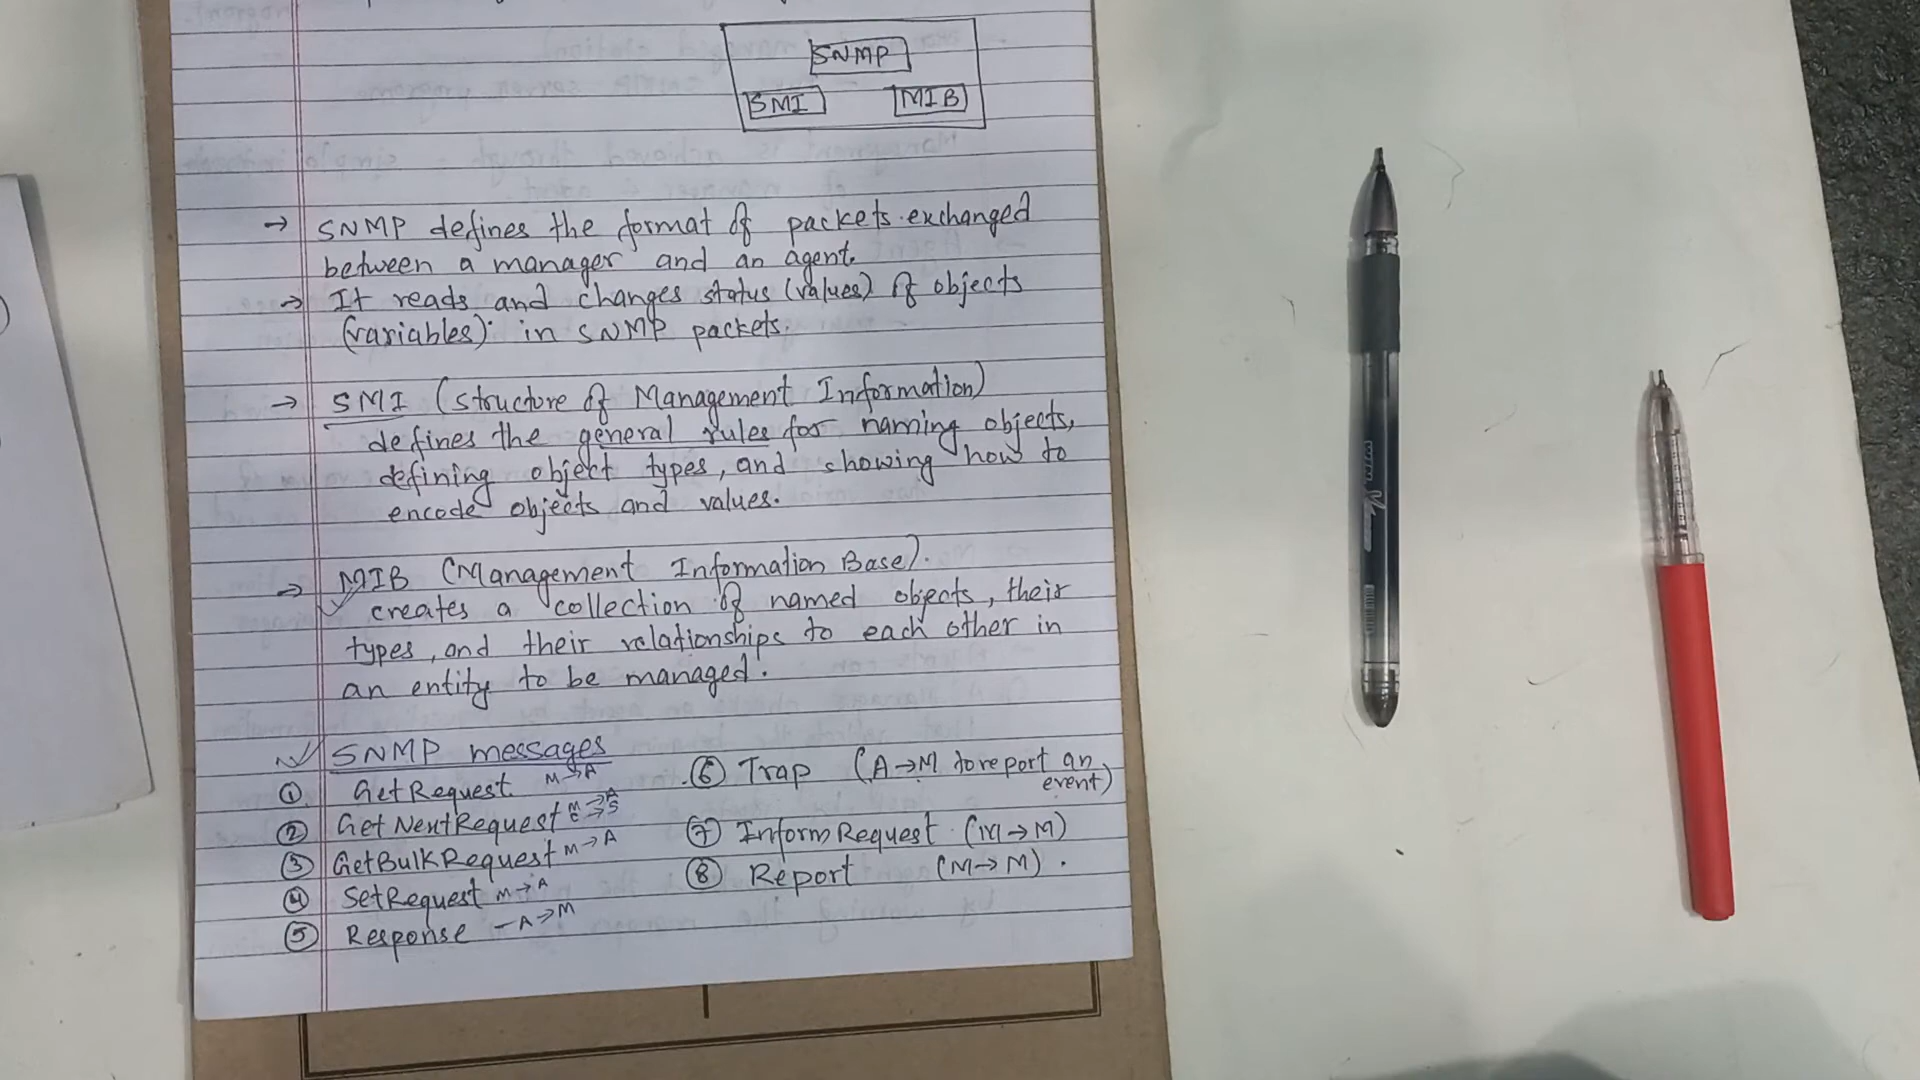 SNMP
SMI
MIB
→ SNMP defines the format of packets exchanged
between a manager and an agent.
→ It reads and changes status (values) of objects
(variables) in SNMP packets.
→ SMI (Structure of Management Information)
defines the general rules for naming objects,
defining object types, and showing how to
encode objects and values.
→ MIB (Management Information Base).
creates a collection of named objects, their
types, and their relationships to each other in
an entity to be managed.
SNMP messages
① GetRequest M→A
② GetNextRequest M→A C→S
③ GetBulkRequest M→A
④ SetRequest M→A
⑤ Response – A→M
⑥ Trap (A→M to report an
event)
⑦ InformRequest (M→M)
⑧ Report (M→M).